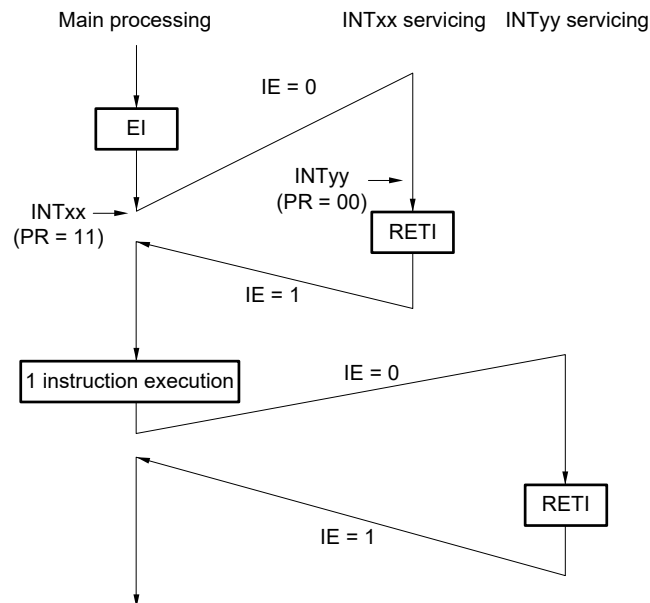 Main processing
INTxx servicing
INTyy servicing
IE = 0
EI
INTyy
(PR = 00)
INTxx
(PR = 11)
RETI
IE = 1
1 instruction execution
IE = 0
RETI
IE = 1